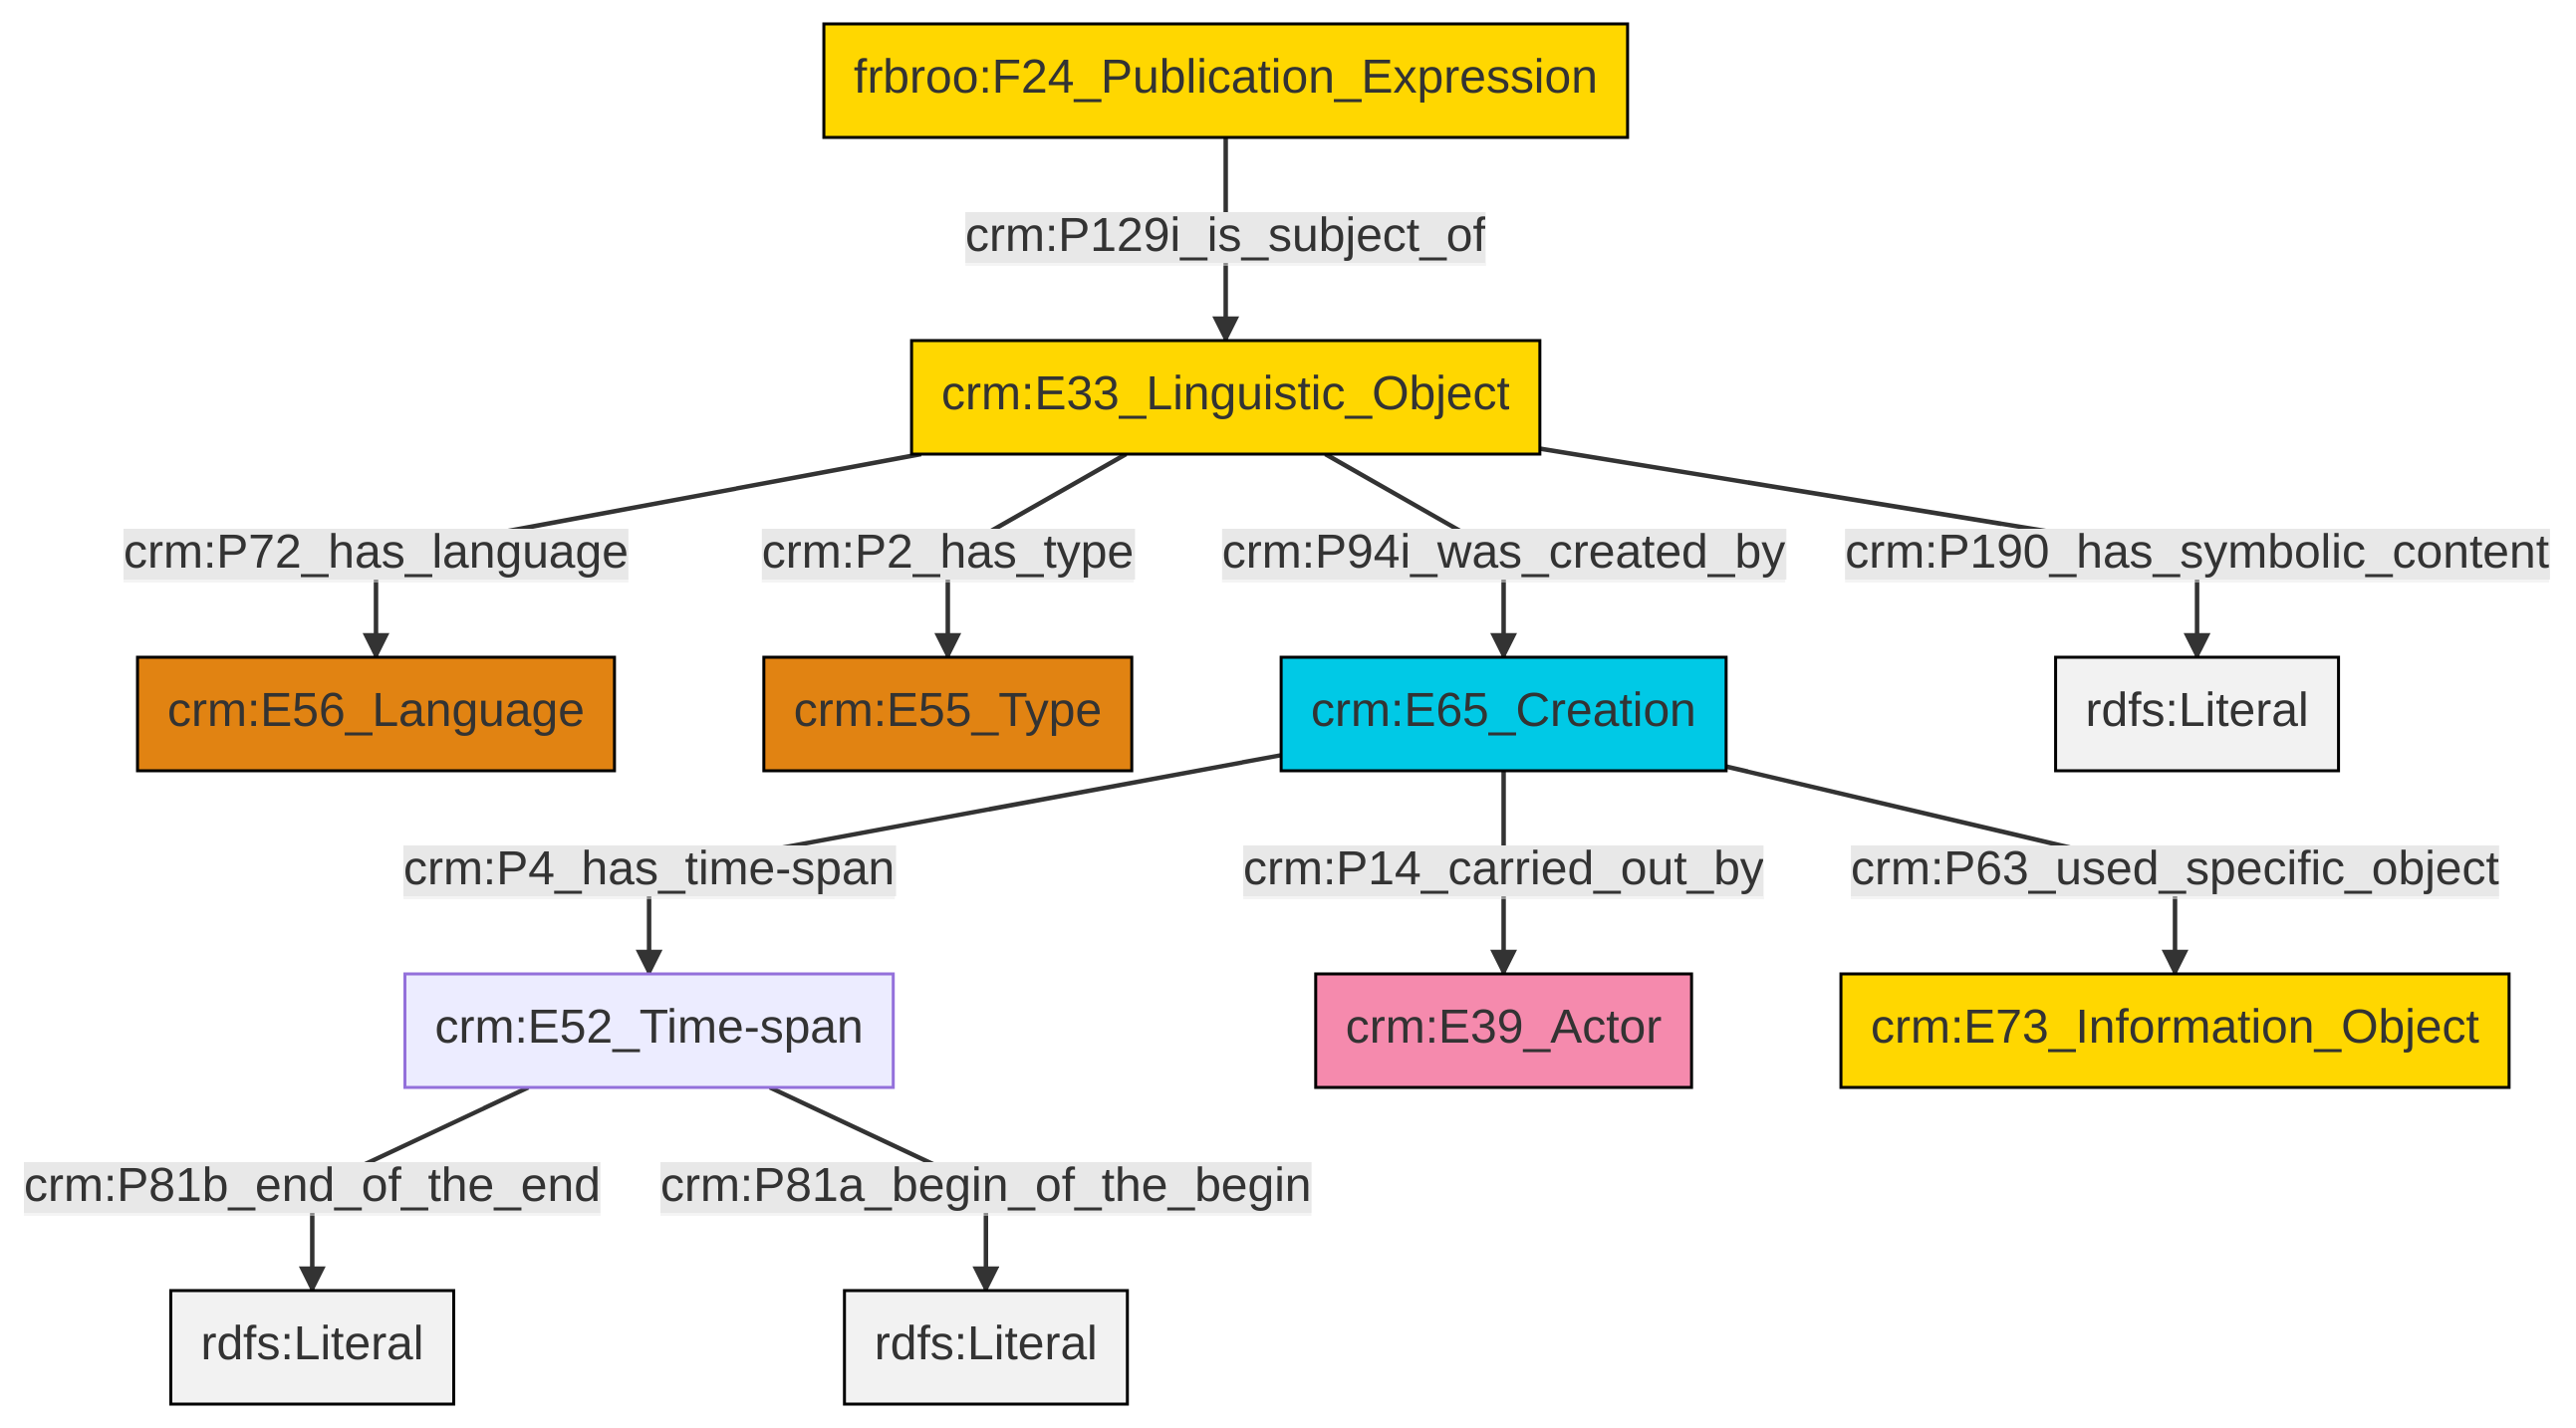 frbroo:F24_Publication_Expression
crm:P129i_is_subject_of
crm:E33_Linguistic_Object
crm:P72_has_language
crm:P2_has_type
crm:P94i_was_created_by
crm:P190_has_symbolic_content
crm:E56_Language
crm:E55_Type
crm:E65_Creation
rdfs:Literal
crm:P4_has_time-span
crm:P14_carried_out_by
crm:P63_used_specific_object
crm:E52_Time-span
crm:E39_Actor
crm:E73_Information_Object
crm:P81b_end_of_the_end
crm:P81a_begin_of_the_begin
rdfs:Literal
rdfs:Literal